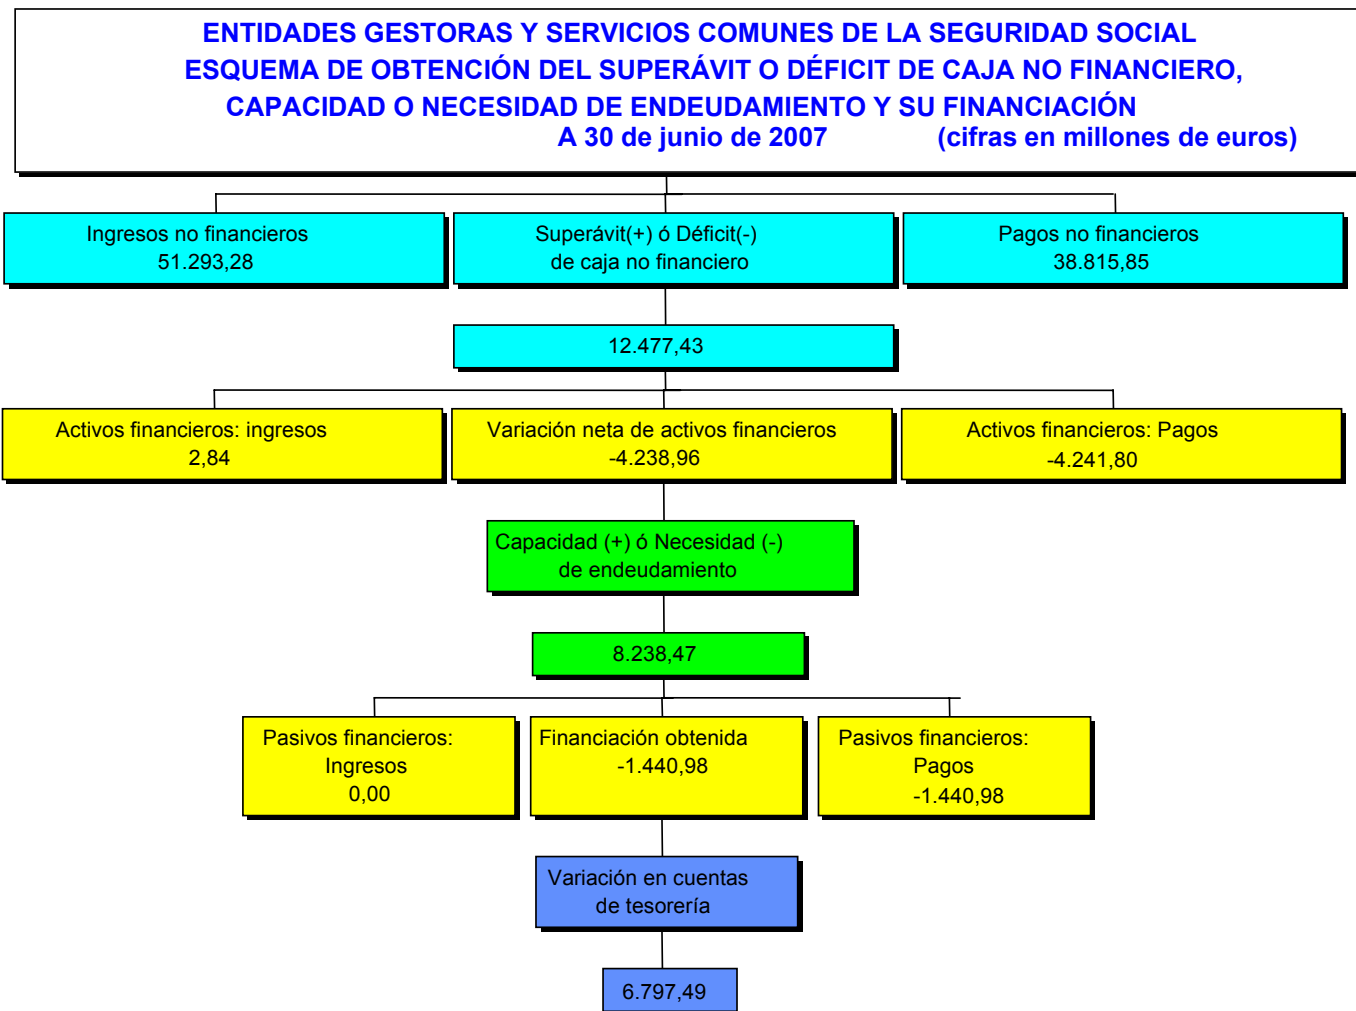 ENTIDADES GESTORAS Y SERVICIOS COMUNES DE LA SEGURIDAD SOCIAL
ESQUEMA DE OBTENCIÓN DEL SUPERÁVIT O DÉFICIT DE CAJA NO FINANCIERO,
CAPACIDAD O NECESIDAD DE ENDEUDAMIENTO Y SU FINANCIACIÓN
A 30 de junio de 2007 (cifras en millones de euros)
Ingresos no financieros
51.293,28
Superávit(+) ó Déficit(-)
de caja no financiero
Pagos no financieros
38.815,85
12.477,43
Activos financieros: ingresos
2,84
Variación neta de activos financieros
-4.238,96
Activos financieros: Pagos
-4.241,80
Capacidad (+) ó Necesidad (-)
de endeudamiento
8.238,47
Pasivos financieros:
Ingresos
0,00
Financiación obtenida
-1.440,98
Pasivos financieros:
Pagos
-1.440,98
Variación en cuentas
de tesorería
6.797,49